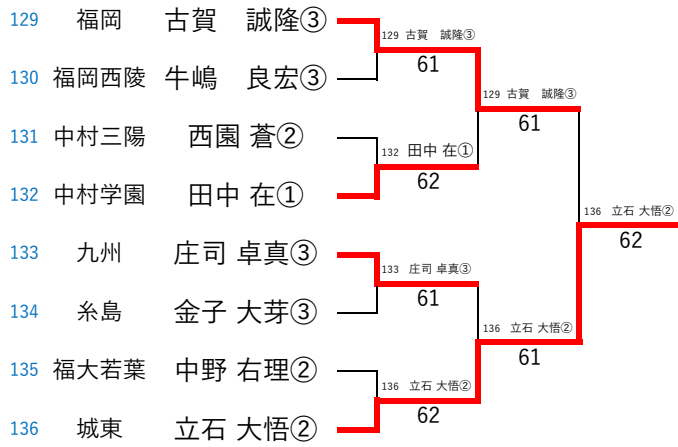 129 福岡 古賀 誠隆③
129 古賀 誠隆③
61
130 福岡西陵 牛嶋 良宏③
129 古賀 誠隆③
61
131 中村三陽 西園 蒼②
132 田中 在①
62
132 中村学園 田中 在①
136 立石 大悟②
62
133 九州 庄司 卓真③
133 庄司 卓真③
61
134 糸島 金子 大芽③
136 立石 大悟②
61
135 福大若葉 中野 右理②
136 立石 大悟②
62
136 城東 立石 大悟②